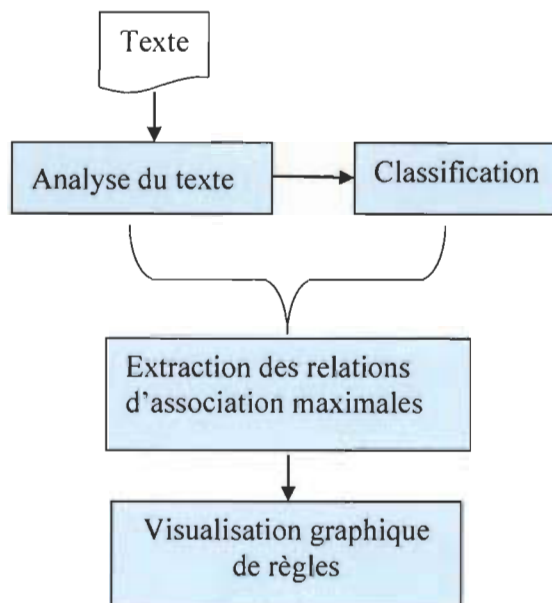 Texte
Analyse du texte
Classification
Extraction des relations
d'association maximales
Visualisation graphique
de règles